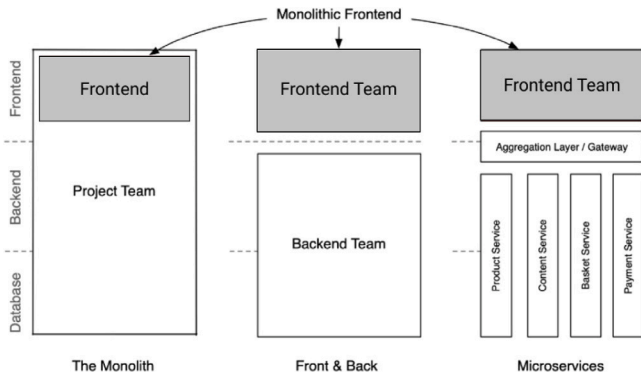 Monolithic Frontend
Frontend
Backend
Database
Frontend
Project Team
The Monolith
Frontend Team
Backend Team
Front & Back
Frontend Team
Aggregation Layer / Gateway
Product Service
Content Service
Basket Service
Payment Service
Microservices